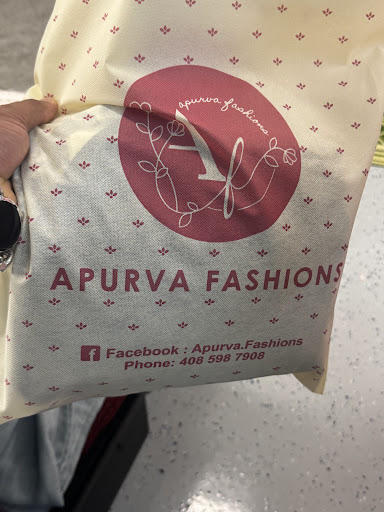 apurva fashions
Af
APURVA FASHIONS
Facebook : Apurva.Fashions
Phone: 408 598 7908